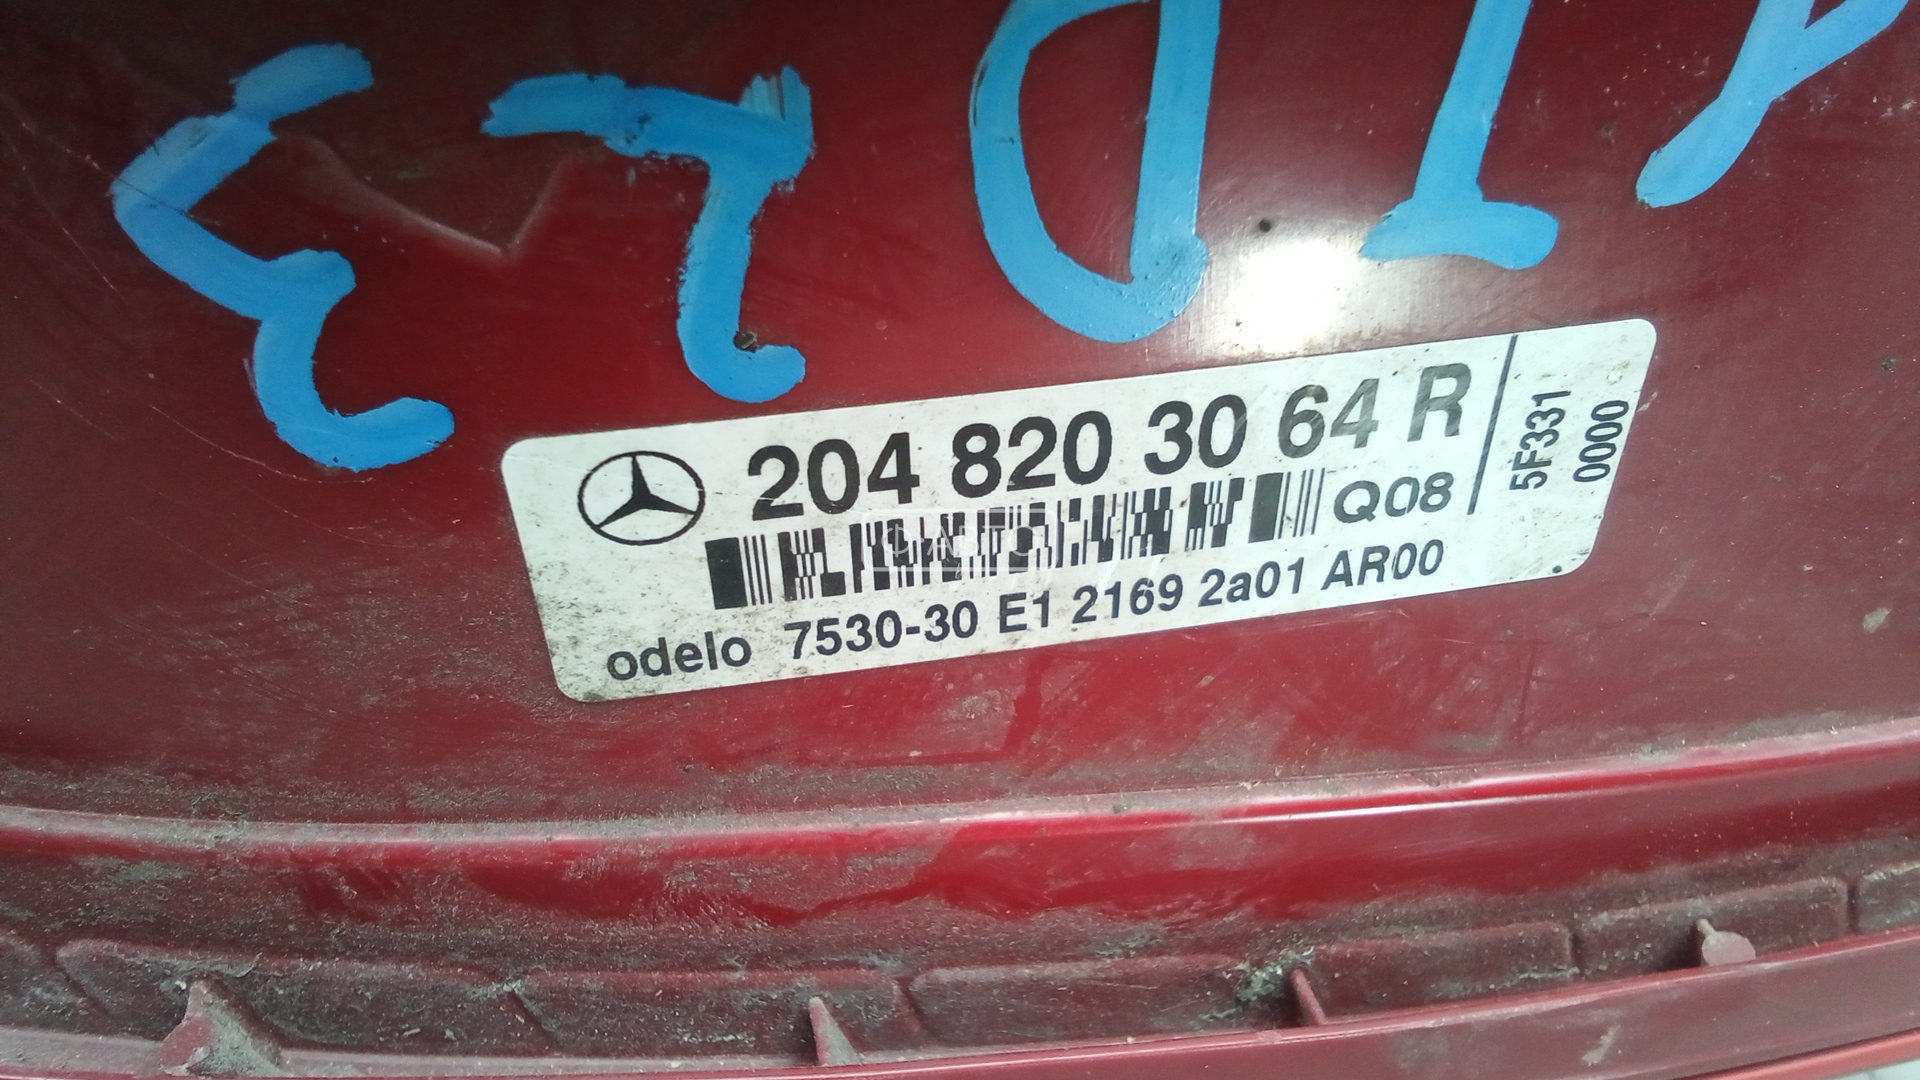 204 820 30 64 R
Q08
odelo 7530-30 E1 2169 2a01 AR00
5F331
0000